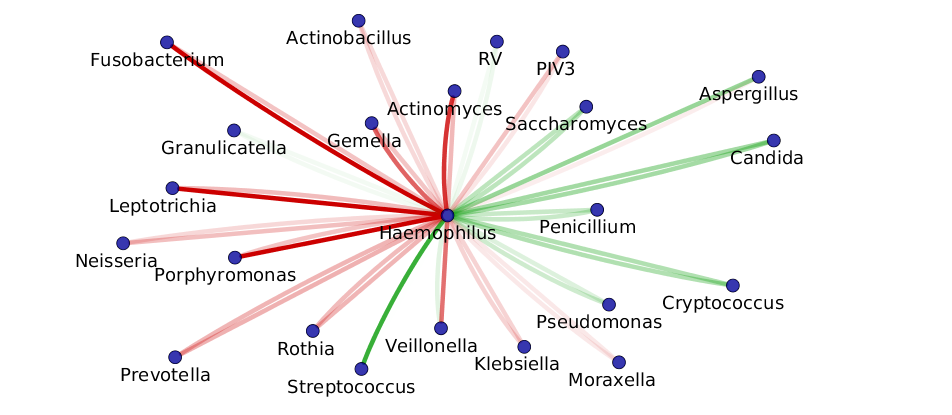 Actinobacillus
Fusobacterium
RV
PIV3
Aspergillus
Actinomyces
Saccharomyces
Granulicatella
Gemella
Candida
Leptotrichia
Penicillium
Haemophilus
Neisseria
Porphyromonas
Cryptococcus
Pseudomonas
Rothia
Veillonella
Klebsiella
Prevotella
Moraxella
Streptococcus